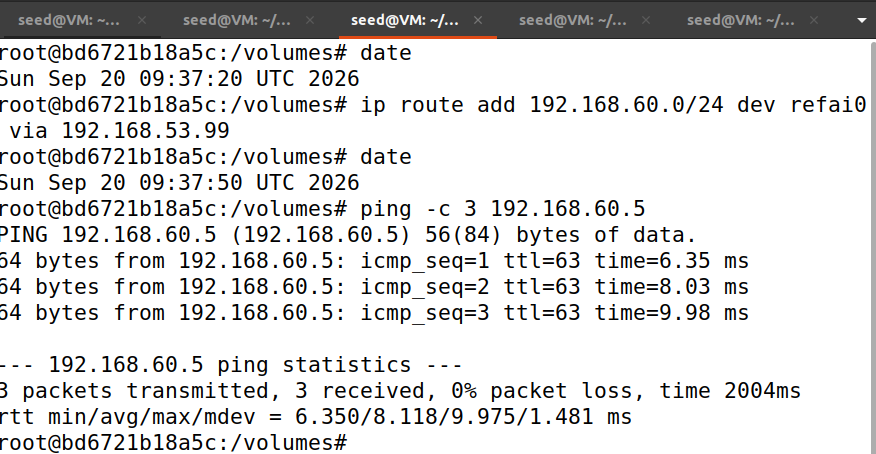 seed@VM: ~...
seed@VM: ~/...
seed@VM: ~/...
seed@VM: ~/...
seed@VM: ~/...
root@bd6721b18a5c:/volumes# date
Sun Sep 20 09:37:20 UTC 2026
root@bd6721b18a5c:/volumes# ip route add 192.168.60.0/24 dev refai0
 via 192.168.53.99
root@bd6721b18a5c:/volumes# date
Sun Sep 20 09:37:50 UTC 2026
root@bd6721b18a5c:/volumes# ping -c 3 192.168.60.5
PING 192.168.60.5 (192.168.60.5) 56(84) bytes of data.
64 bytes from 192.168.60.5: icmp_seq=1 ttl=63 time=6.35 ms
64 bytes from 192.168.60.5: icmp_seq=2 ttl=63 time=8.03 ms
64 bytes from 192.168.60.5: icmp_seq=3 ttl=63 time=9.98 ms
--- 192.168.60.5 ping statistics ---
3 packets transmitted, 3 received, 0% packet loss, time 2004ms
rtt min/avg/max/mdev = 6.350/8.118/9.975/1.481 ms
root@bd6721b18a5c:/volumes#